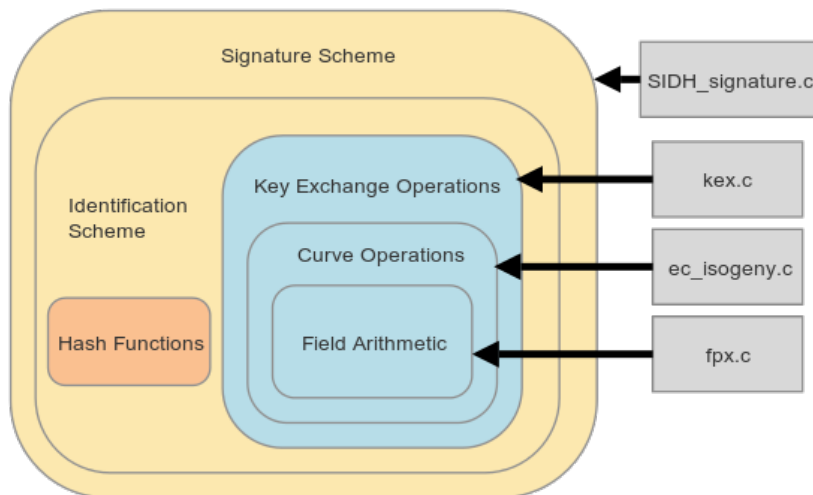 Signature Scheme
SIDH_signature.c
Key Exchange Operations
kex.c
Identification
Scheme
Curve Operations
ec_isogeny.c
Hash Functions
Field Arithmetic
fpx.c